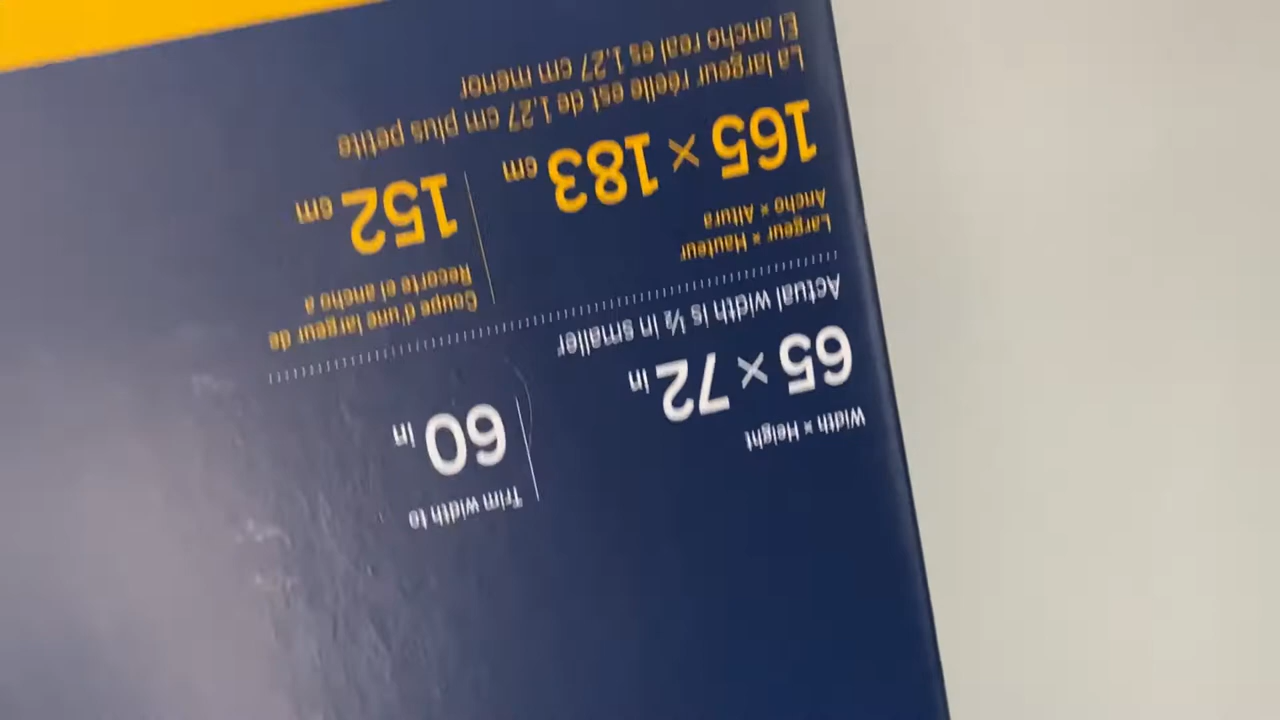 Width × Height
65 × 72 in
Actual width is ½ in smaller
Trim width to
60 in
Largeur × Hauteur
Ancho × Altura
165 × 183 cm
La largeur réelle est de 1,27 cm plus petite
El ancho real es 1,27 cm menor
Coupe d'une largeur de
Recorte el ancho a
152 cm